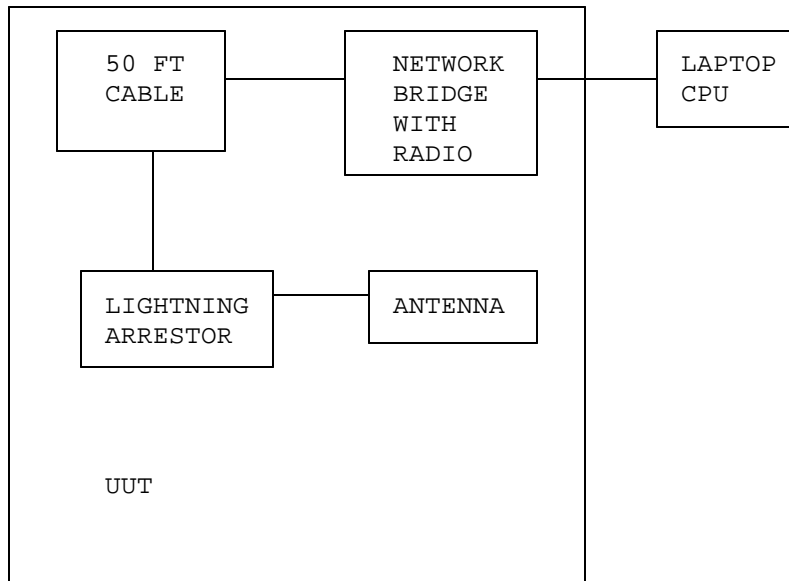 50 FT
CABLE
NETWORK
BRIDGE
WITH
RADIO
LAPTOP
CPU
LIGHTNING
ARRESTOR
ANTENNA
UUT